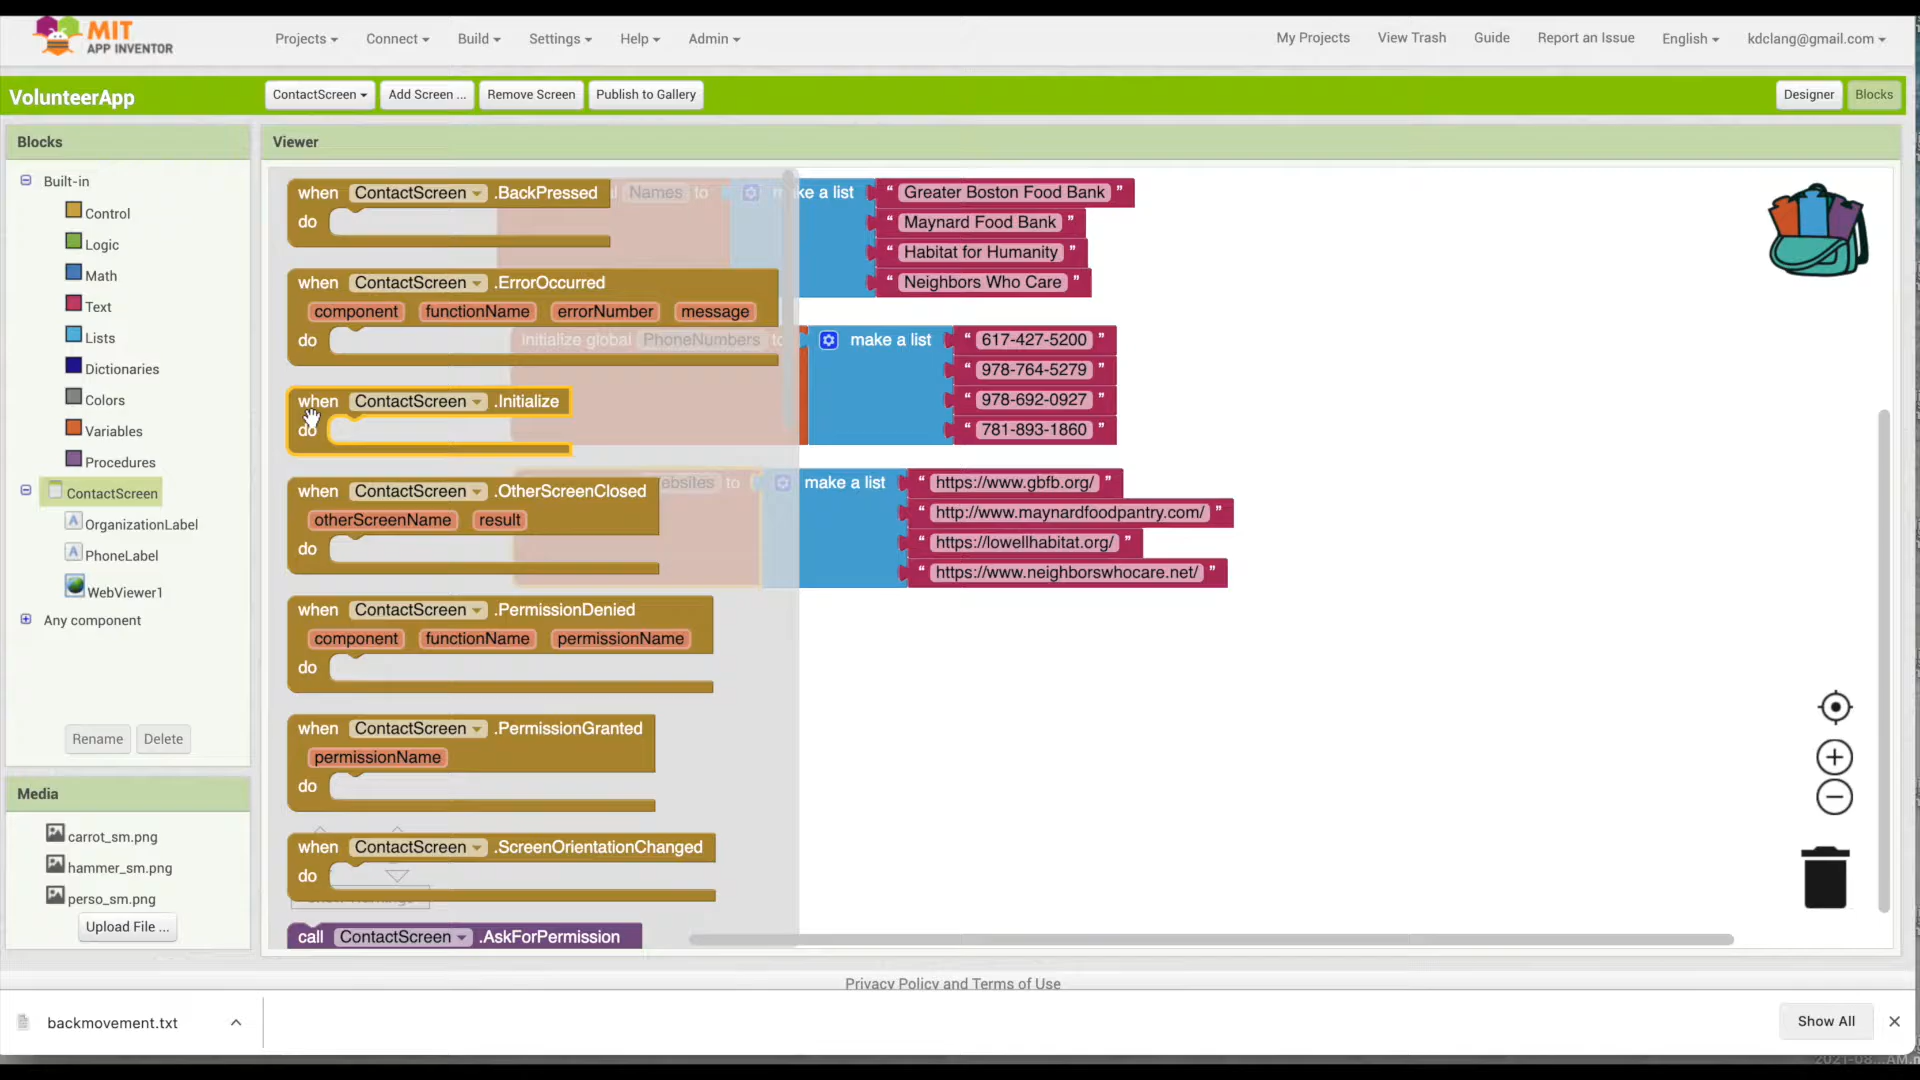 MIT
APP INVENTOR
Projects
Connect
Build
Settings
Help
Admin
My Projects
View Trash
Guide
Report an Issue
English
kdclang@gmail.com
VolunteerApp
ContactScreen
Add Screen ...
Remove Screen
Publish to Gallery
Designer
Blocks
Blocks
Built-in
Control
Logic
Math
Text
Lists
Dictionaries
Colors
Variables
Procedures
ContactScreen
OrganizationLabel
PhoneLabel
WebViewer1
Any component
Rename
Delete
Media
carrot_sm.png
hammer_sm.png
perso_sm.png
Upload File ...
Viewer
when ContactScreen .BackPressed
do
when ContactScreen .ErrorOccurred
component functionName errorNumber message
do
when ContactScreen .Initialize
do
when ContactScreen .OtherScreenClosed
otherScreenName result
do
when ContactScreen .PermissionDenied
component functionName permissionName
do
when ContactScreen .PermissionGranted
permissionName
do
when ContactScreen .ScreenOrientationChanged
do
call ContactScreen .AskForPermission
Names to make a list
" Greater Boston Food Bank "
" Maynard Food Bank "
" Habitat for Humanity "
" Neighbors Who Care "
initialize global PhoneNumbers to make a list
" 617-427-5200 "
" 978-764-5279 "
" 978-692-0927 "
" 781-893-1860 "
ebsites to make a list
" https://www.gbfb.org/ "
" http://www.maynardfoodpantry.com/ "
" https://lowellhabitat.org/ "
" https://www.neighborswhocare.net/ "
Privacy Policy and Terms of Use
backmovement.txt
Show All